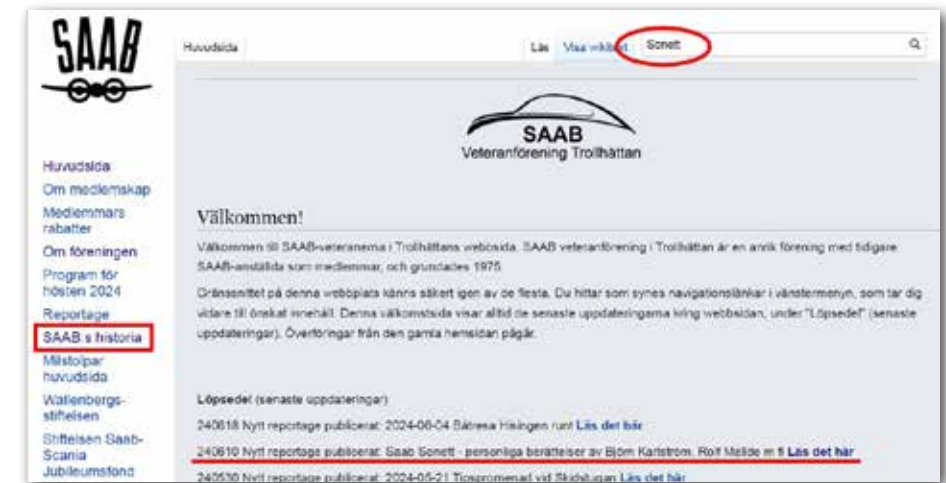 SAAB
Huvudsida
Läs Visa wikitext Sonett
SAAB
Veteranförening Trollhättan
Huvudsida
Om medlemskap
Medlemmars
rabatter
Om föreningen
Program för
hösten 2024
Reportage
SAAB:s historia
Milstolpar
huvudsida
Wallenbergs-
stiftelsen
Stiftelsen Saab-
Scania
Jubileumsfond
Välkommen!
Välkommen till SAAB-veteranerna i Trollhättans webbsida. SAAB veteranförening i Trollhättan är en anrik förening med tidigare
SAAB-anställda som medlemmar, och grundades 1975.
Gränssnittet på denna webbplats känns säkert igen av de flesta. Du hittar som synes navigationslänkar i vänstermenyn, som tar dig
vidare till önskat innehåll. Denna välkomstsida visar alltid de senaste uppdateringarna kring webbsidan, under "Löpsedel" (senaste
uppdateringar). Överföringar från den gamla hemsidan pågår.
Löpsedel (senaste uppdateringar)
240618 Nytt reportage publicerat: 2024-06-04 Båtresa Hisingen runt Läs det här
240610 Nytt reportage publicerat: Saab Sonett - personliga berättelser av Björn Karlström, Rolf Mellde m fl Läs det här
240530 Nytt reportage publicerat: 2024-05-21 Tipspromenad vid Skidstugan Läs det här